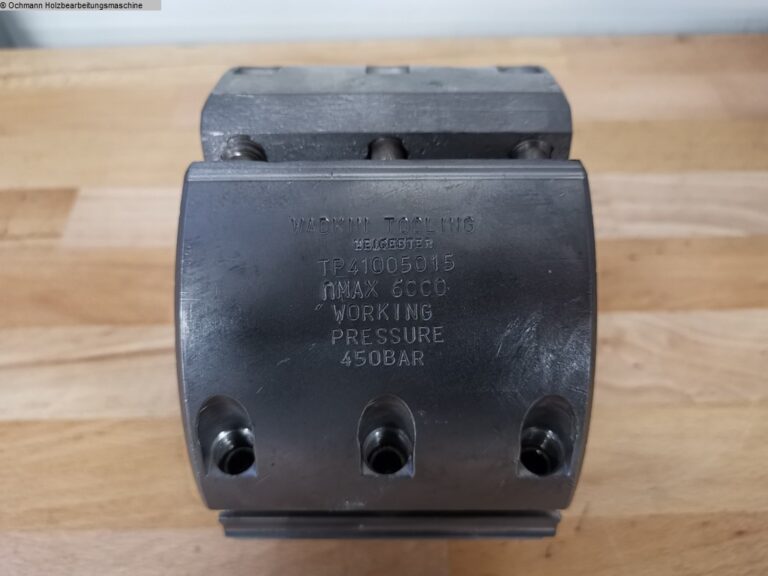 © Ochmann Holzbearbeitungsmaschine
WADKIN TOOLING
LEICESTER
TP41005015
nMAX 6000
WORKING
PRESSURE
450BAR